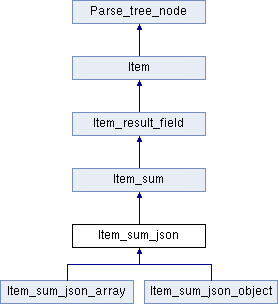 Parse_tree_node
Item
Item_result_field
Item_sum
Item_sum_json
Item_sum_json_array
Item_sum_json_object